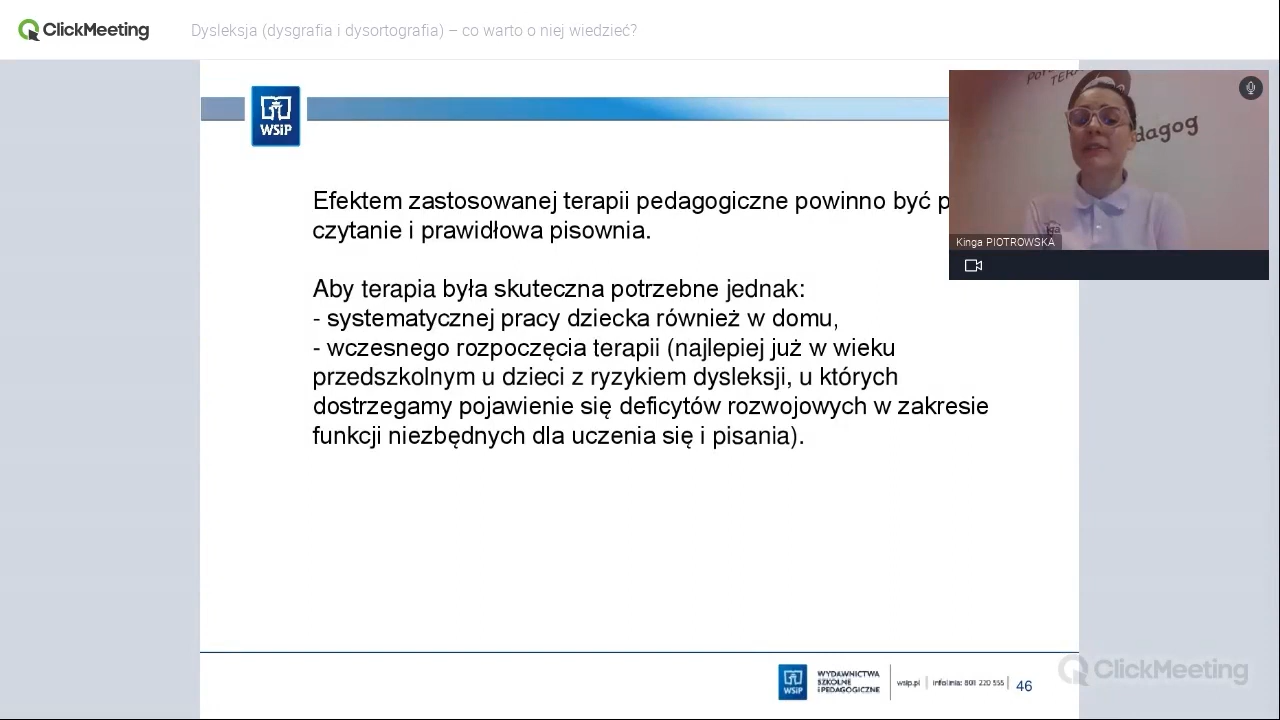 ClickMeeting
Dysleksja (dysgrafia i dysortografia) – co warto o niej wiedzieć?
WSiP
TERA
dagog
Kinga PIOTROWSKA
Efektem zastosowanej terapii pedagogiczne powinno być p
czytanie i prawidłowa pisownia.
Aby terapia była skuteczna potrzebne jednak:
- systematycznej pracy dziecka również w domu,
- wczesnego rozpoczęcia terapii (najlepiej już w wieku
przedszkolnym u dzieci z ryzykiem dysleksji, u których
dostrzegamy pojawienie się deficytów rozwojowych w zakresie
funkcji niezbędnych dla uczenia się i pisania).
WSiP
WYDAWNICTWA
SZKOLNE
i PEDAGOGICZNE
wsip.pl
infolinia: 801 220 555
46
ClickMeeting